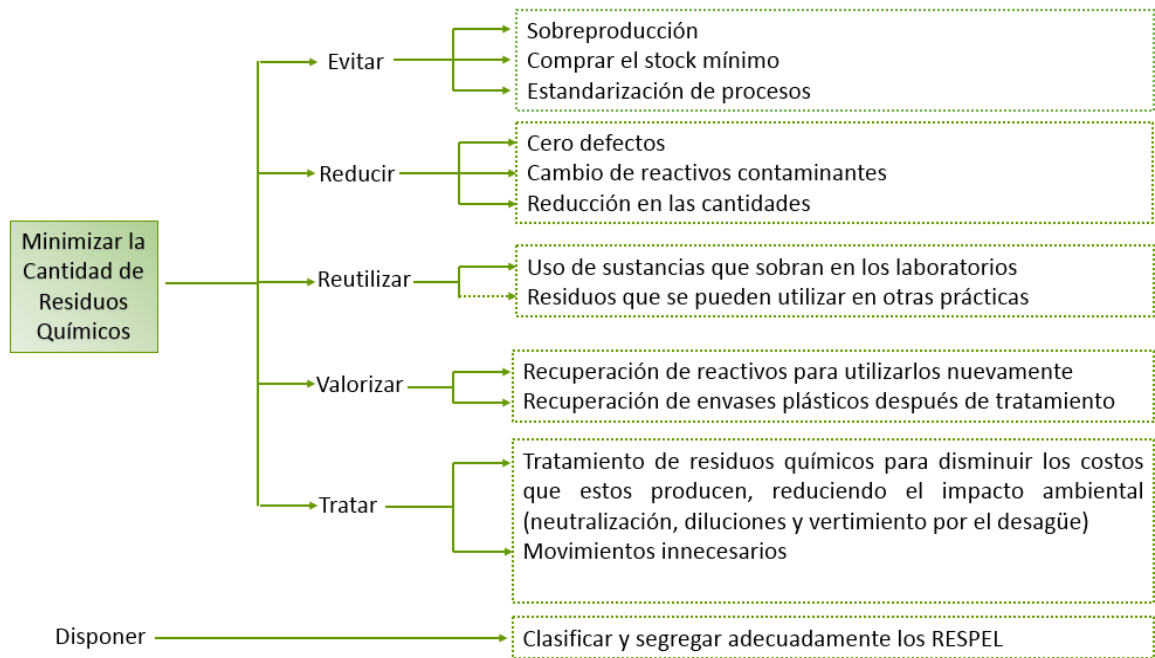 Minimizar la
Cantidad de
Residuos
Químicos
Evitar
Sobreproducción
Comprar el stock mínimo
Estandarización de procesos
Reducir
Cero defectos
Cambio de reactivos contaminantes
Reducción en las cantidades
Reutilizar
Uso de sustancias que sobran en los laboratorios
Residuos que se pueden utilizar en otras prácticas
Valorizar
Recuperación de reactivos para utilizarlos nuevamente
Recuperación de envases plásticos después de tratamiento
Tratar
Tratamiento de residuos químicos para disminuir los costos
que estos producen, reduciendo el impacto ambiental
(neutralización, diluciones y vertimiento por el desagüe)
Movimientos innecesarios
Disponer
Clasificar y segregar adecuadamente los RESPEL